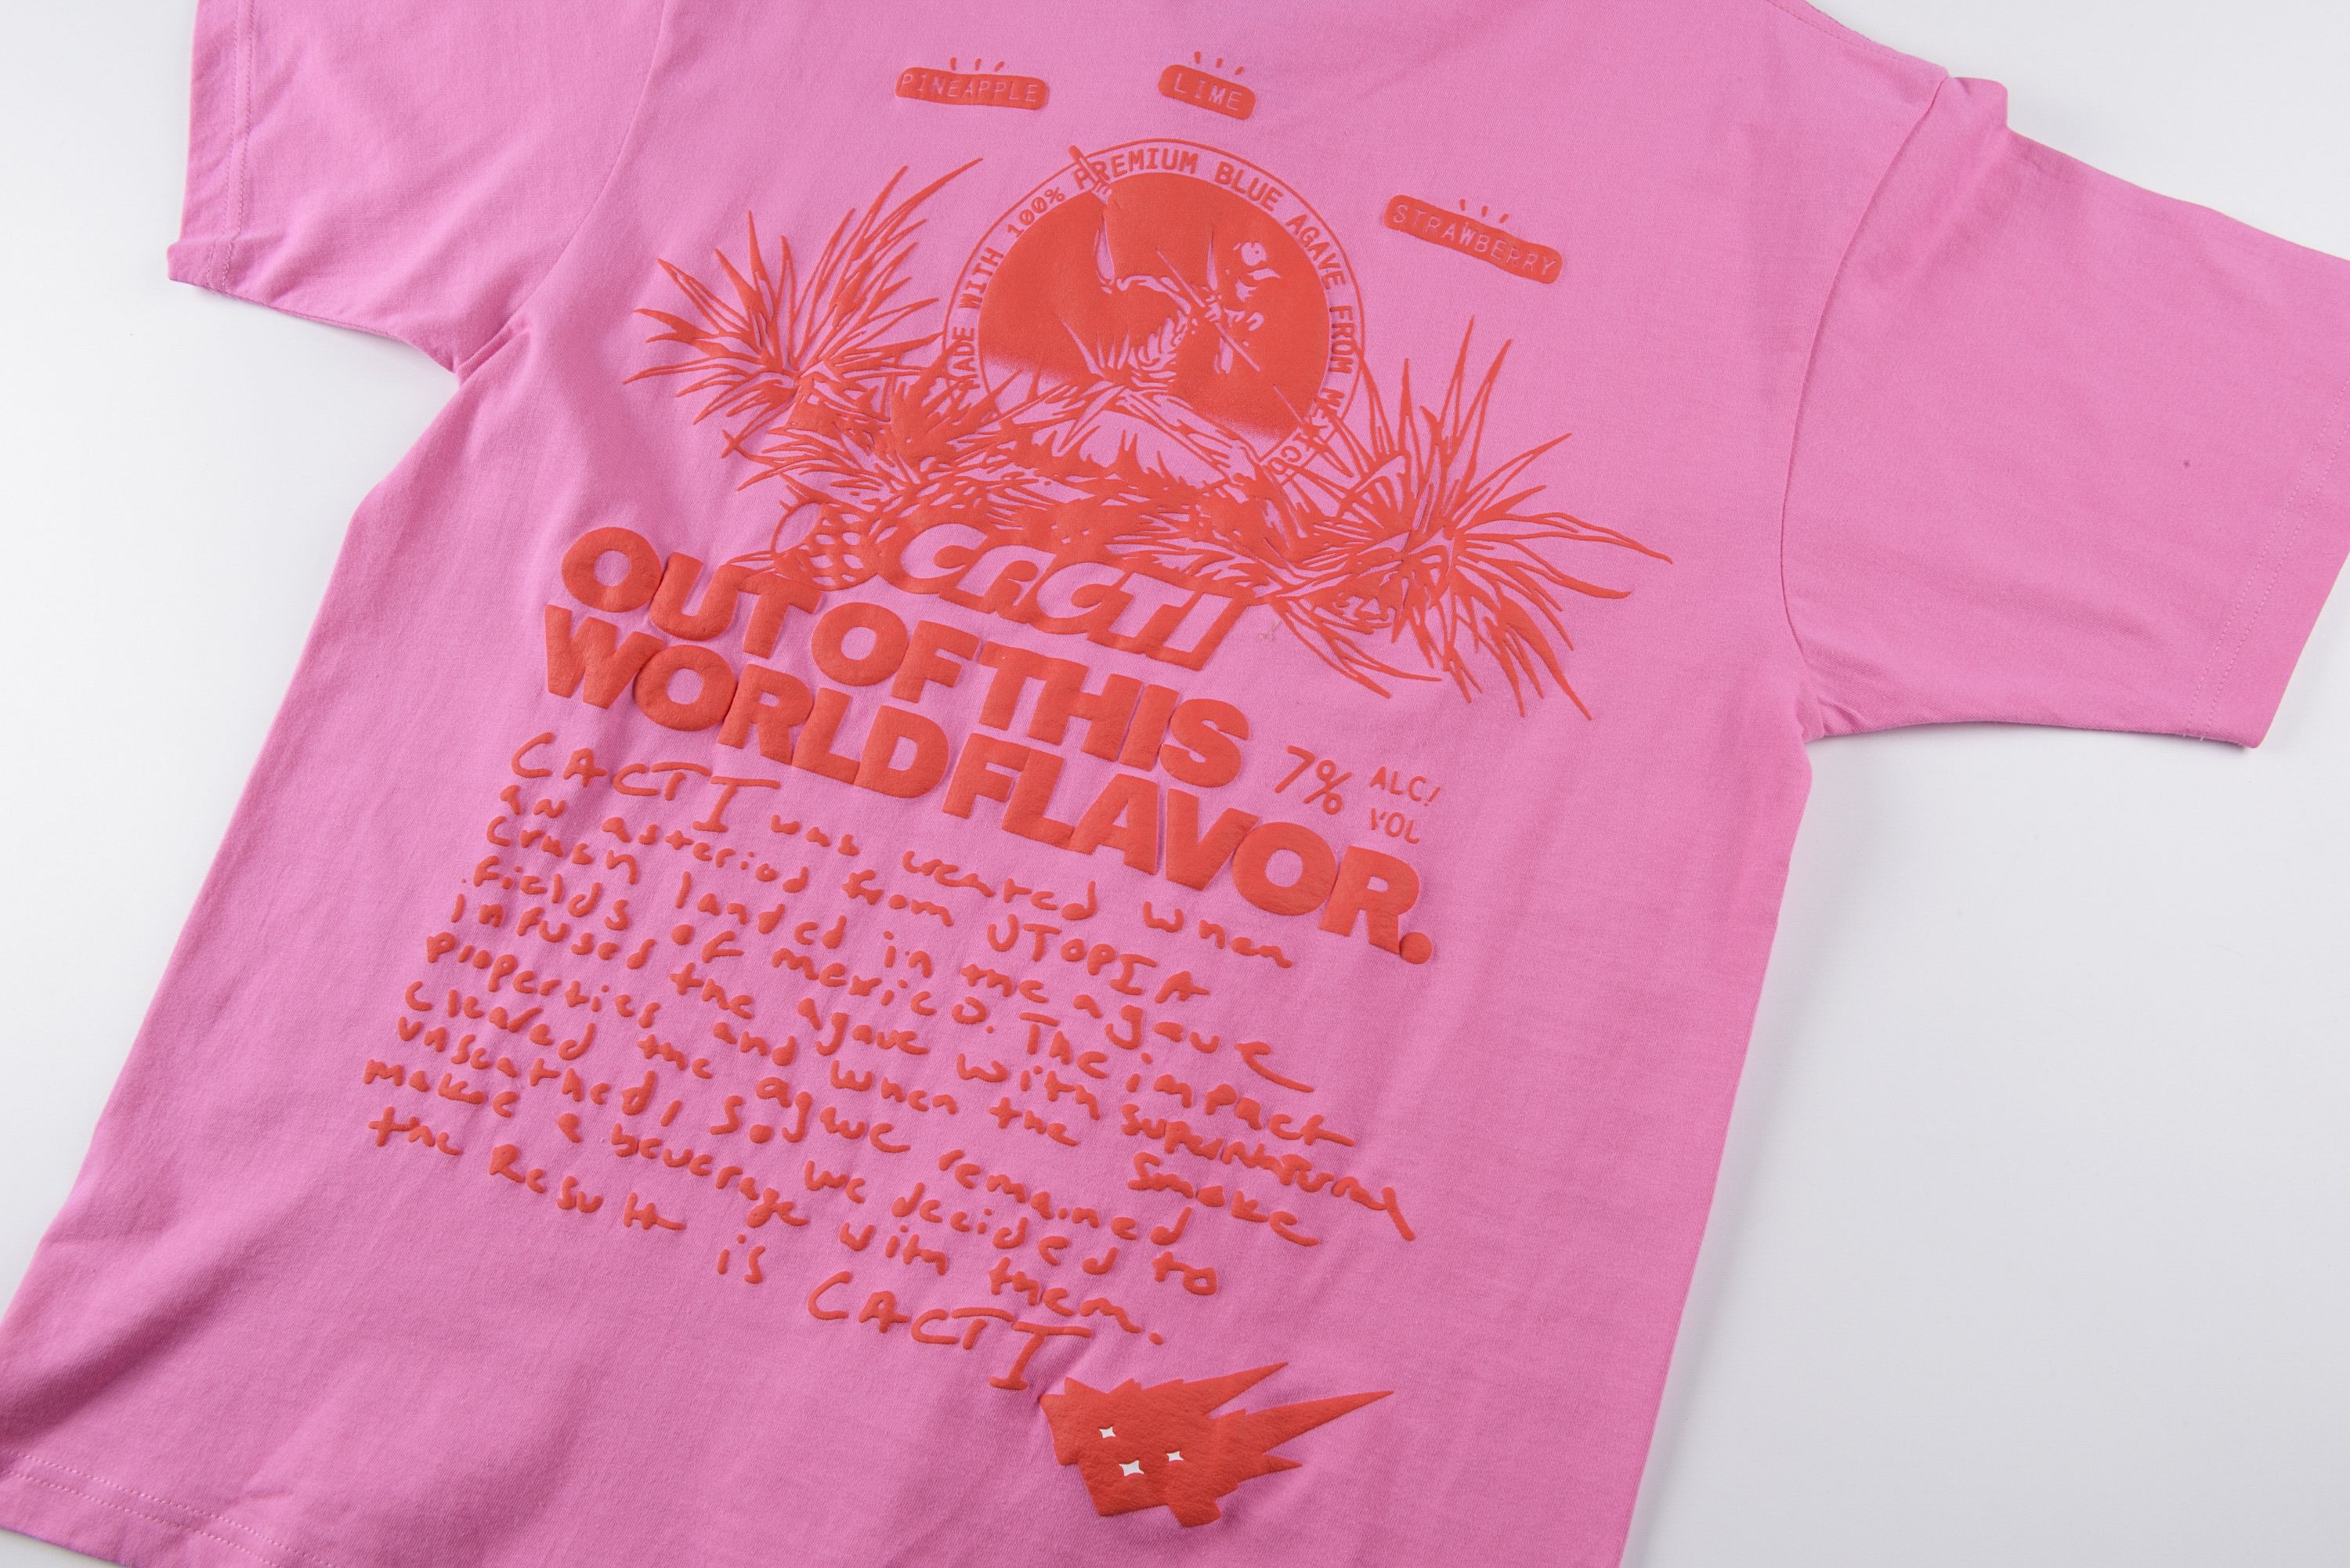 PINEAPPLE
LIME
STRAWBERRY
MADE WITH 100% PREMIUM BLUE AGAVE FROM MEXICO
CACTI
OUT OF THIS
WORLD FLAVOR.
7% ALC/
VOL
CACTI was created when
an asteriod from UTOPIA
Crash landed in the agave
fields of mexico. The impact
infused the agave with supernatural
properties and when the smoke
cleared the agave remained
unscathed, So. we decided to
make a beverage with them.
the Result is CACTI